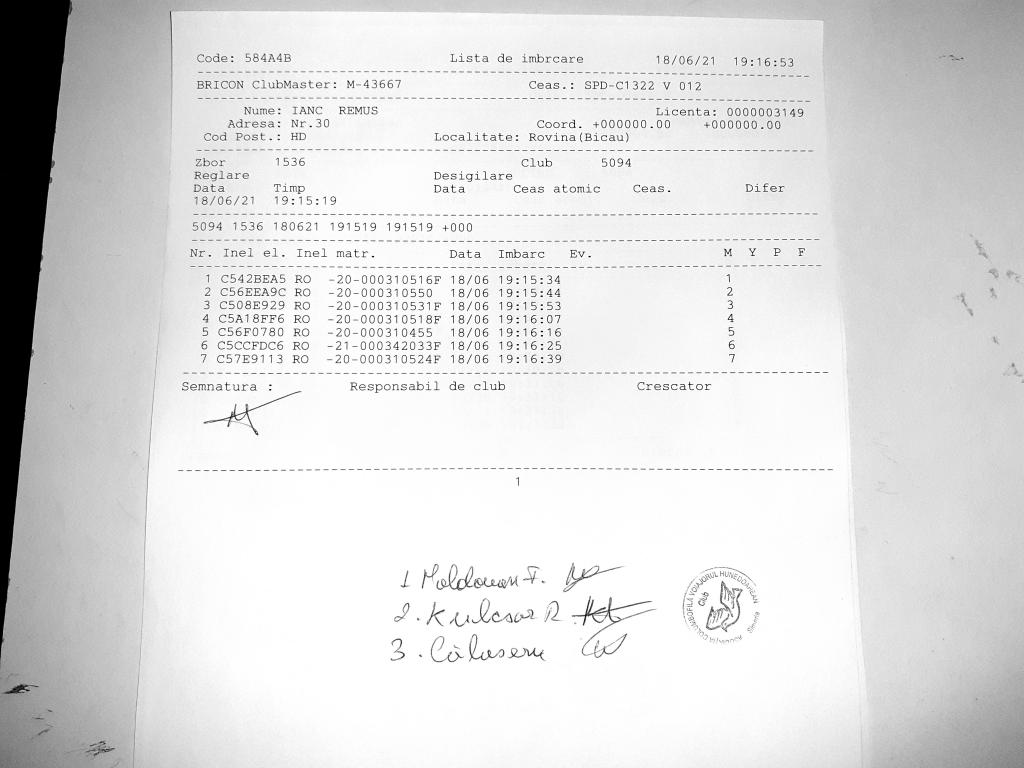 Code: 584A4B Lista de imbrcare 18/06/21 19:16:53
BRICON ClubMaster: M-43667 Ceas.: SPD-C1322 V 012
Nume: IANC REMUS Licenta: 0000003149
Adresa: Nr.30 Coord. +000000.00 +000000.00
Cod Post.: HD Localitate: Rovina(Bicau)
Zbor 1536 Club 5094
Reglare Desigilare
Data Timp Data Ceas atomic Ceas. Difer
18/06/21 19:15:19
5094 1536 180621 191519 191519 +000
Nr. Inel el. Inel matr. Data Imbarc Ev. M Y P F
1 C542BEA5 RO -20-000310516F 18/06 19:15:34 1
2 C56EEA9C RO -20-000310550 18/06 19:15:44 2
3 C508E929 RO -20-000310531F 18/06 19:15:53 3
4 C5A18FF6 RO -20-000310518F 18/06 19:16:07 4
5 C56F0780 RO -20-000310455 18/06 19:16:16 5
6 C5CCFDC6 RO -21-000342033F 18/06 19:16:25 6
7 C57E9113 RO -20-000310524F 18/06 19:16:39 7
Semnatura : Responsabil de club Crescator
1
1 Moldovan F.
2. Kulcsar R
3. Călușeru
COLUMBOFILĂ VOIAJORUL HUNEDOREAN
Club
Simeria